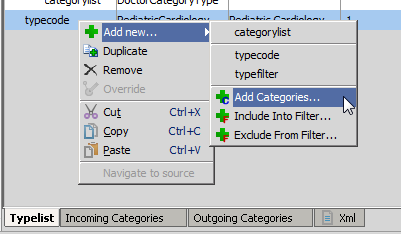 categorylist DoctorCategoryType
typecode PediatricCardiology Pediatric Cardiology 1
Add new...
Duplicate
Remove
Override
Cut Ctrl+X
Copy Ctrl+C
Paste Ctrl+V
Navigate to source
categorylist
typecode
typefilter
Add Categories...
Include Into Filter...
Exclude From Filter...
Typelist Incoming Categories Outgoing Categories Xml